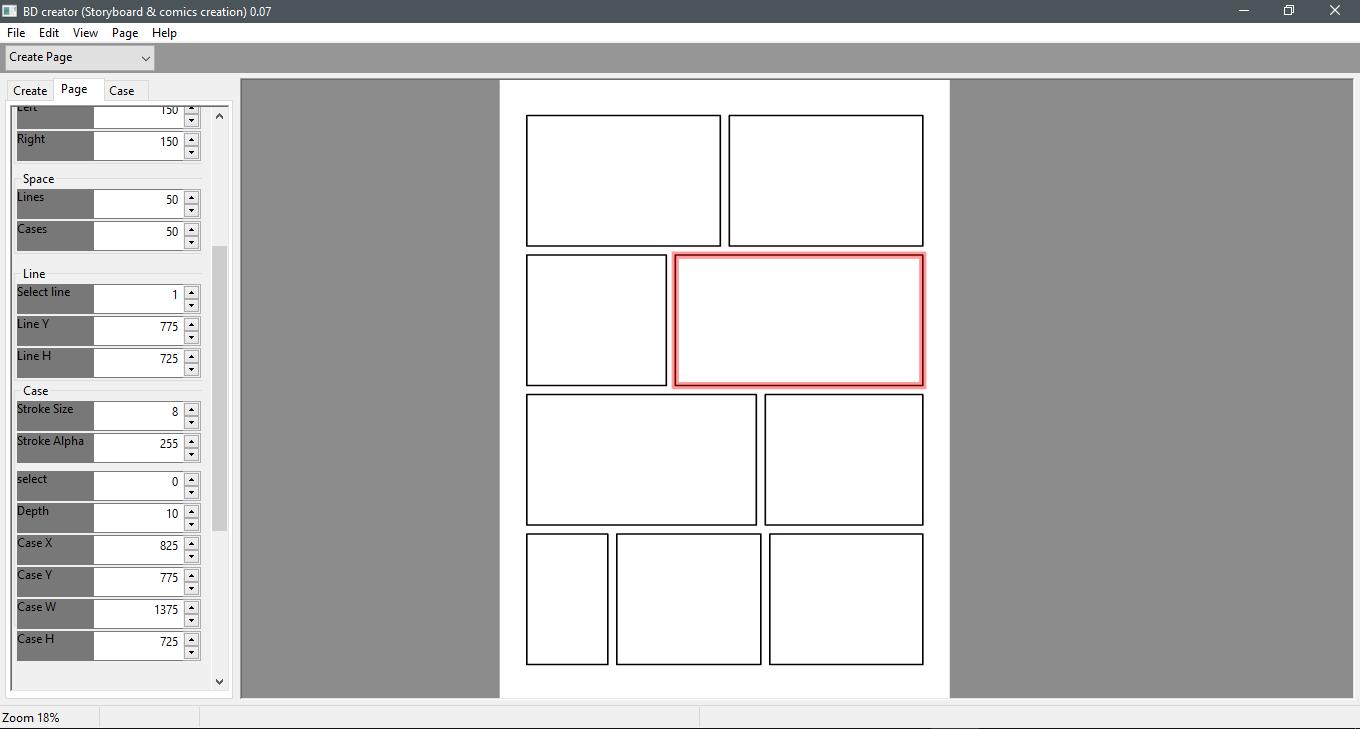 BD creator (Storyboard & comics creation) 0.07
File Edit View Page Help
Create Page
Create Page Case
Left 150
Right 150
Space
Lines 50
Cases 50
Line
Select line 1
Line Y 775
Line H 725
Case
Stroke Size 8
Stroke Alpha 255
select 0
Depth 10
Case X 825
Case Y 775
Case W 1375
Case H 725
Zoom 18%